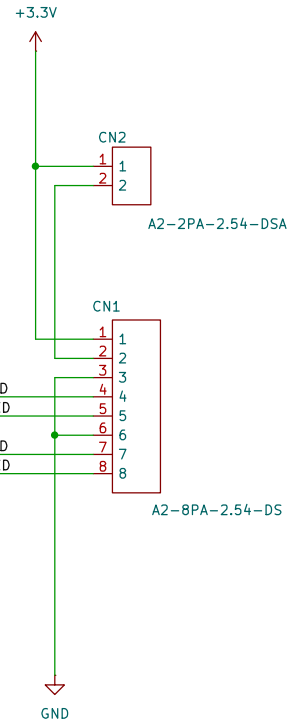 +3.3V
CN2
1 1
2 2
A2-2PA-2.54-DSA
CN1
1 1
2 2
3 3
D 4 4
D 5 5
6 6
D 7 7
D 8 8
A2-8PA-2.54-DS
GND